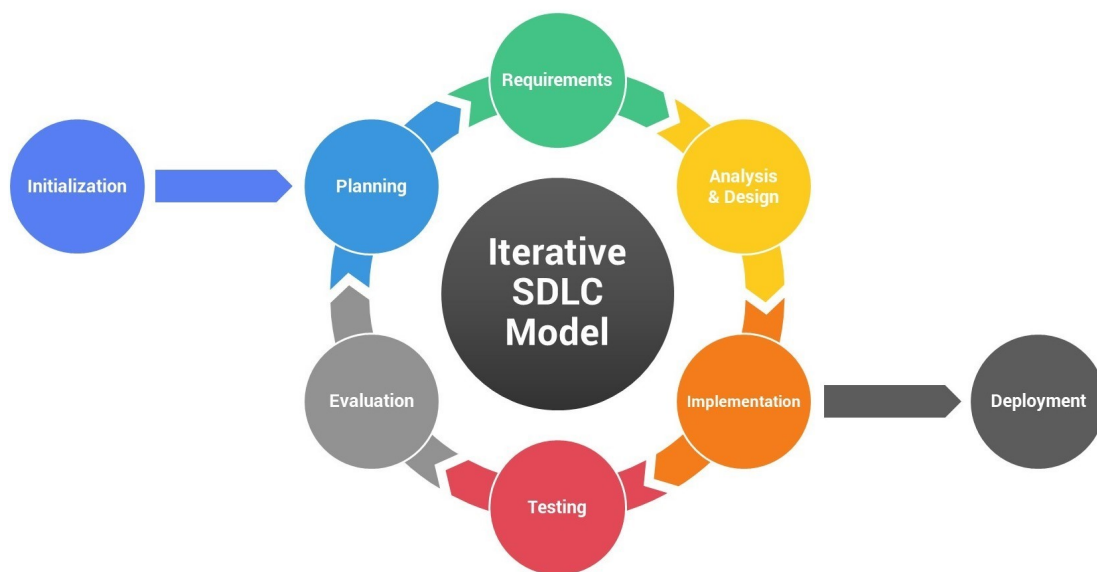 Requirements
Initialization
Planning
Analysis
& Design
Iterative
SDLC
Model
Evaluation
Implementation
Deployment
Testing